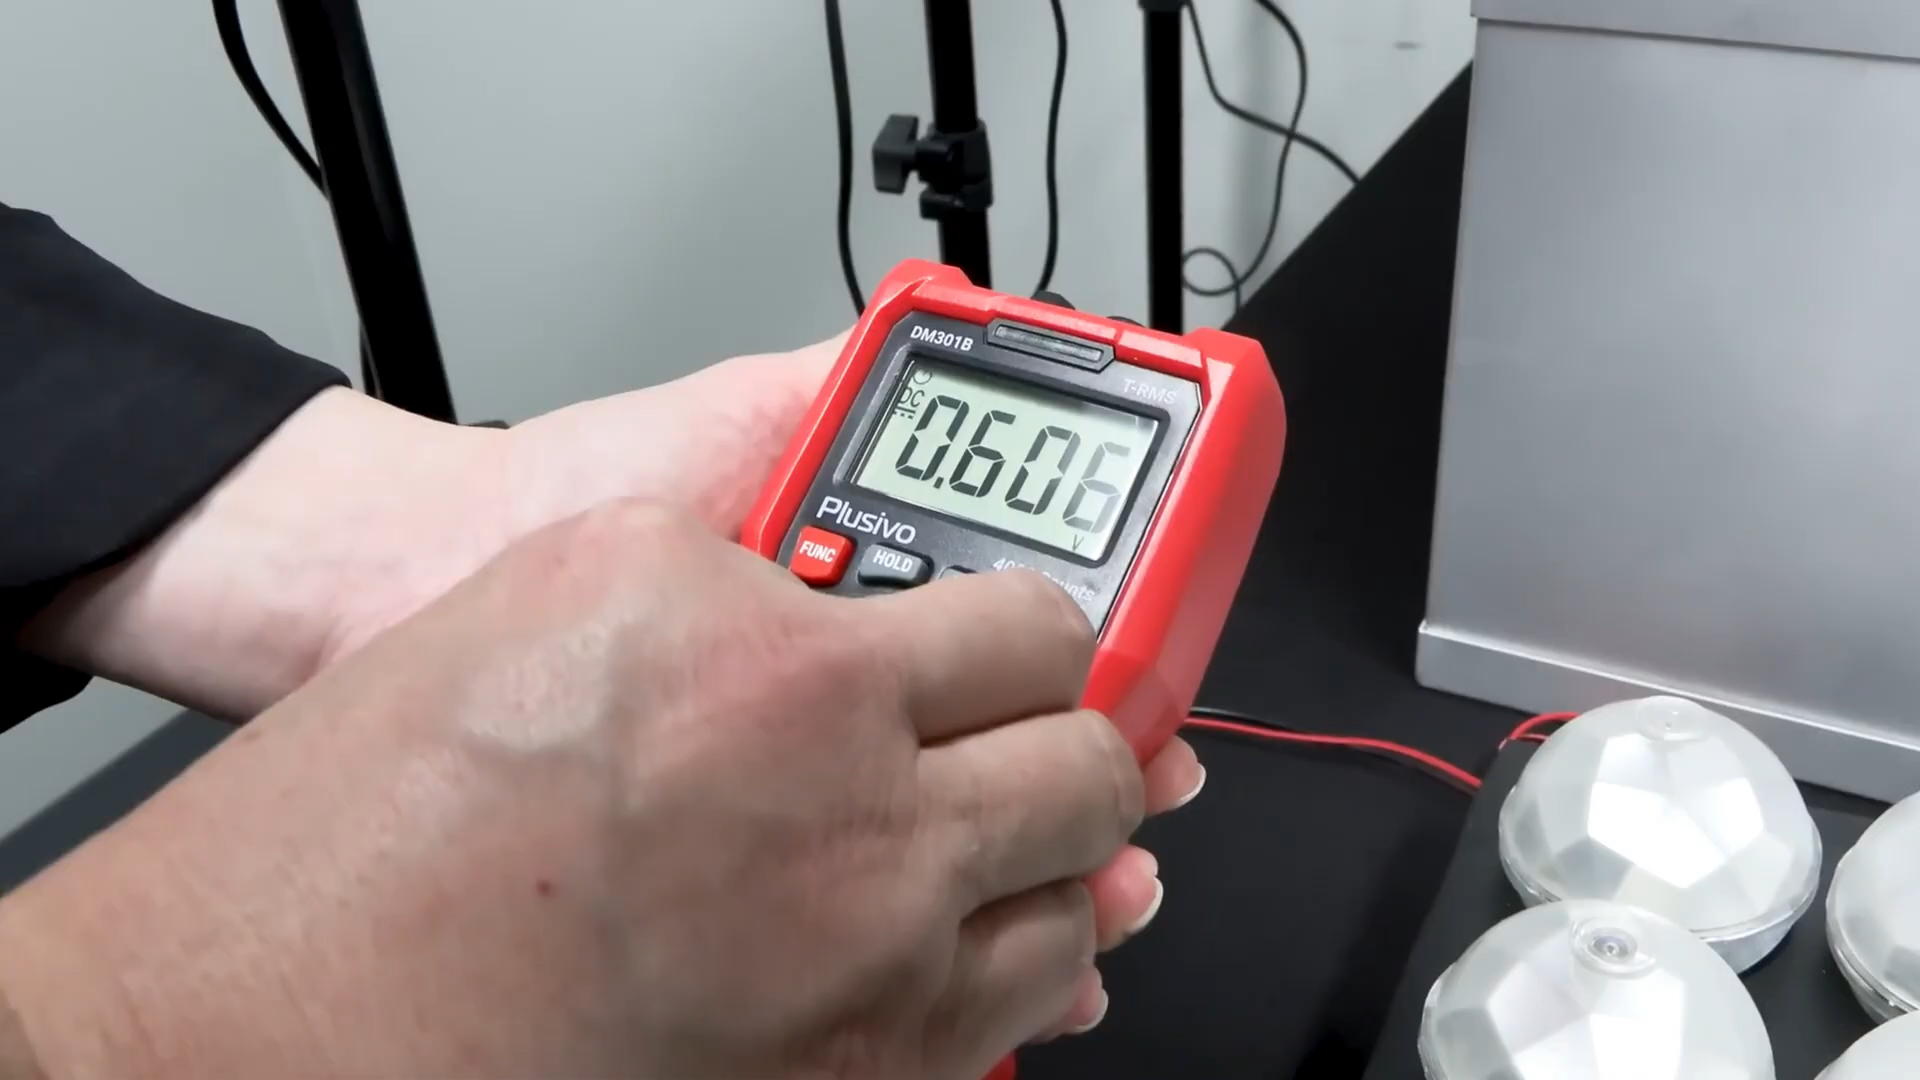 DM301B
T-RMS
DC
0.606
V
Plusivo
FUNC
HOLD